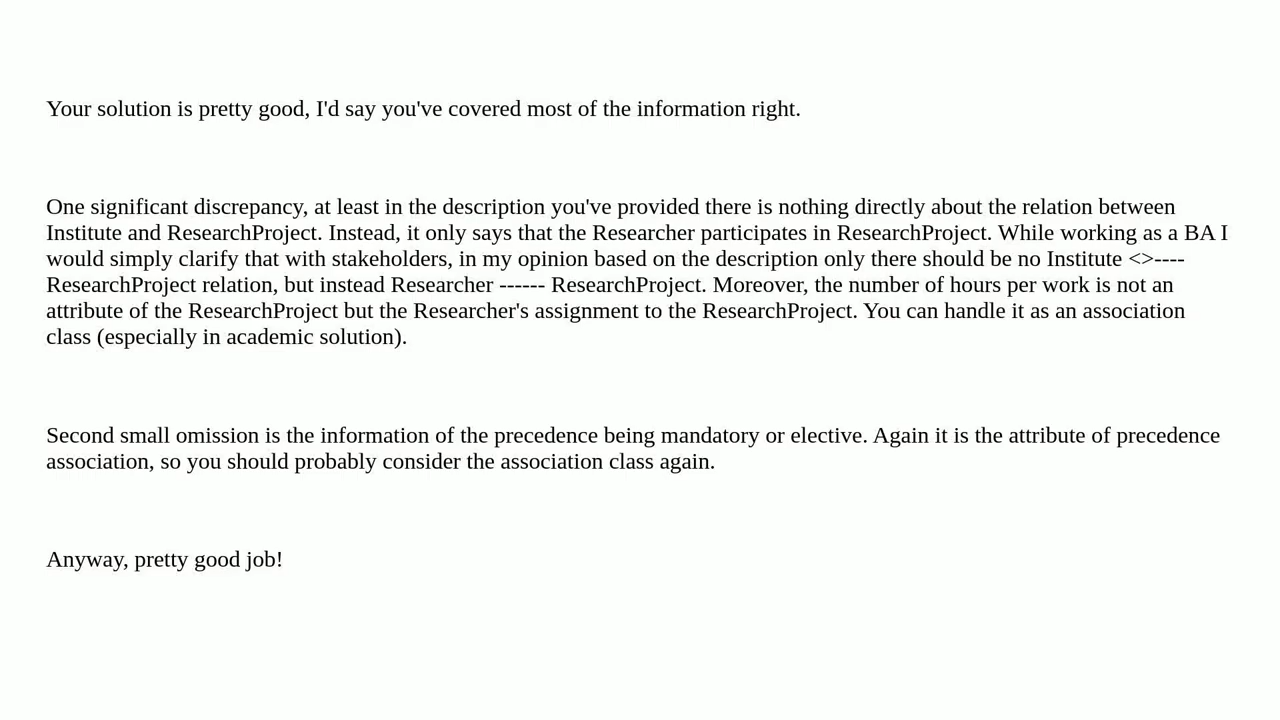 Your solution is pretty good, I'd say you've covered most of the information right.
One significant discrepancy, at least in the description you've provided there is nothing directly about the relation between
Institute and ResearchProject. Instead, it only says that the Researcher participates in ResearchProject. While working as a BA I
would simply clarify that with stakeholders, in my opinion based on the description only there should be no Institute <>----
ResearchProject relation, but instead Researcher ------ ResearchProject. Moreover, the number of hours per work is not an
attribute of the ResearchProject but the Researcher's assignment to the ResearchProject. You can handle it as an association
class (especially in academic solution).
Second small omission is the information of the precedence being mandatory or elective. Again it is the attribute of precedence
association, so you should probably consider the association class again.
Anyway, pretty good job!